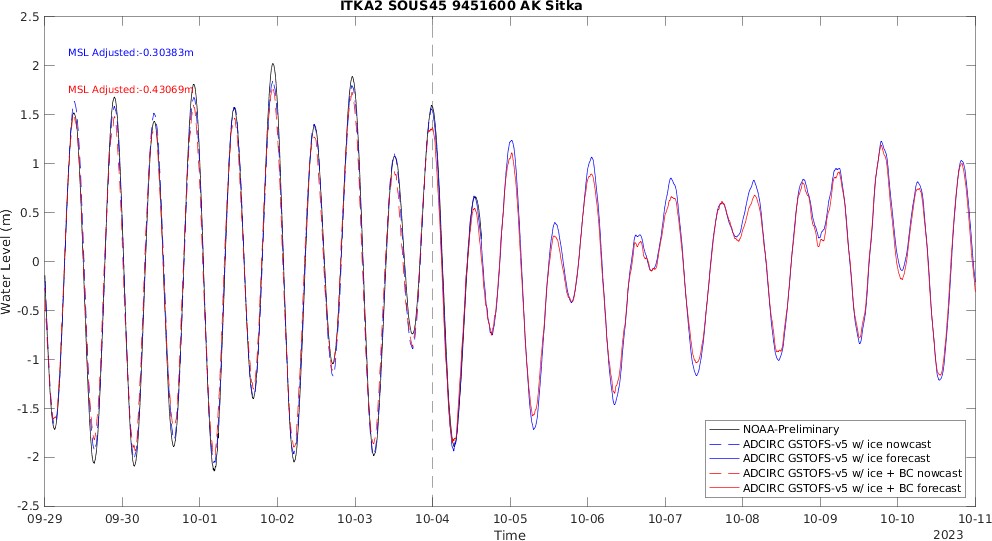 ITKA2 SOUS45 9451600 AK Sitka
2.5
2
1.5
1
0.5
0
-0.5
-1
-1.5
-2
-2.5
Water Level (m)
MSL Adjusted:-0.30383m
MSL Adjusted:-0.43069m
NOAA-Preliminary
ADCIRC GSTOFS-v5 w/ ice nowcast
ADCIRC GSTOFS-v5 w/ ice forecast
ADCIRC GSTOFS-v5 w/ ice + BC nowcast
ADCIRC GSTOFS-v5 w/ ice + BC forecast
09-29 09-30 10-01 10-02 10-03 10-04 10-05 10-06 10-07 10-08 10-09 10-10 10-11
Time
2023